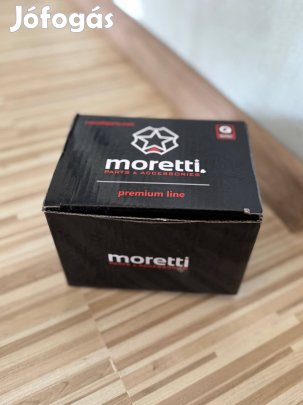 Jófogás
moretti
PARTS & ACCESSORIES
premium line
moretti
PARTS & ACCESSORIES